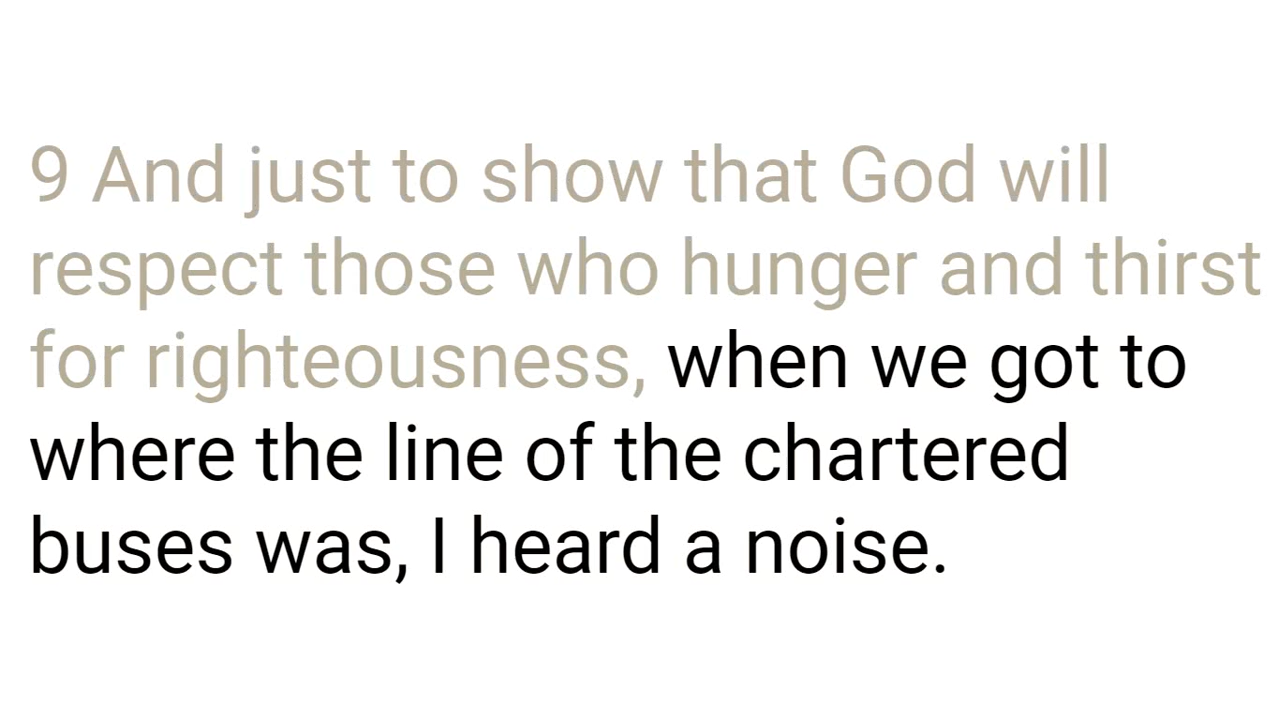 9 And just to show that God will
respect those who hunger and thirst
for righteousness, when we got to
where the line of the chartered
buses was, I heard a noise.